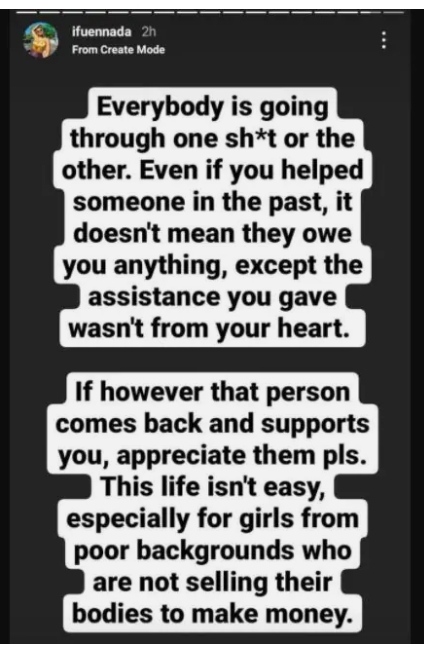 ifuennada 2h
From Create Mode
Everybody is going
through one sh*t or the
other. Even if you helped
someone in the past, it
doesn't mean they owe
you anything, except the
assistance you gave
wasn't from your heart.
If however that person
comes back and supports
you, appreciate them pls.
This life isn't easy,
especially for girls from
poor backgrounds who
are not selling their
bodies to make money.